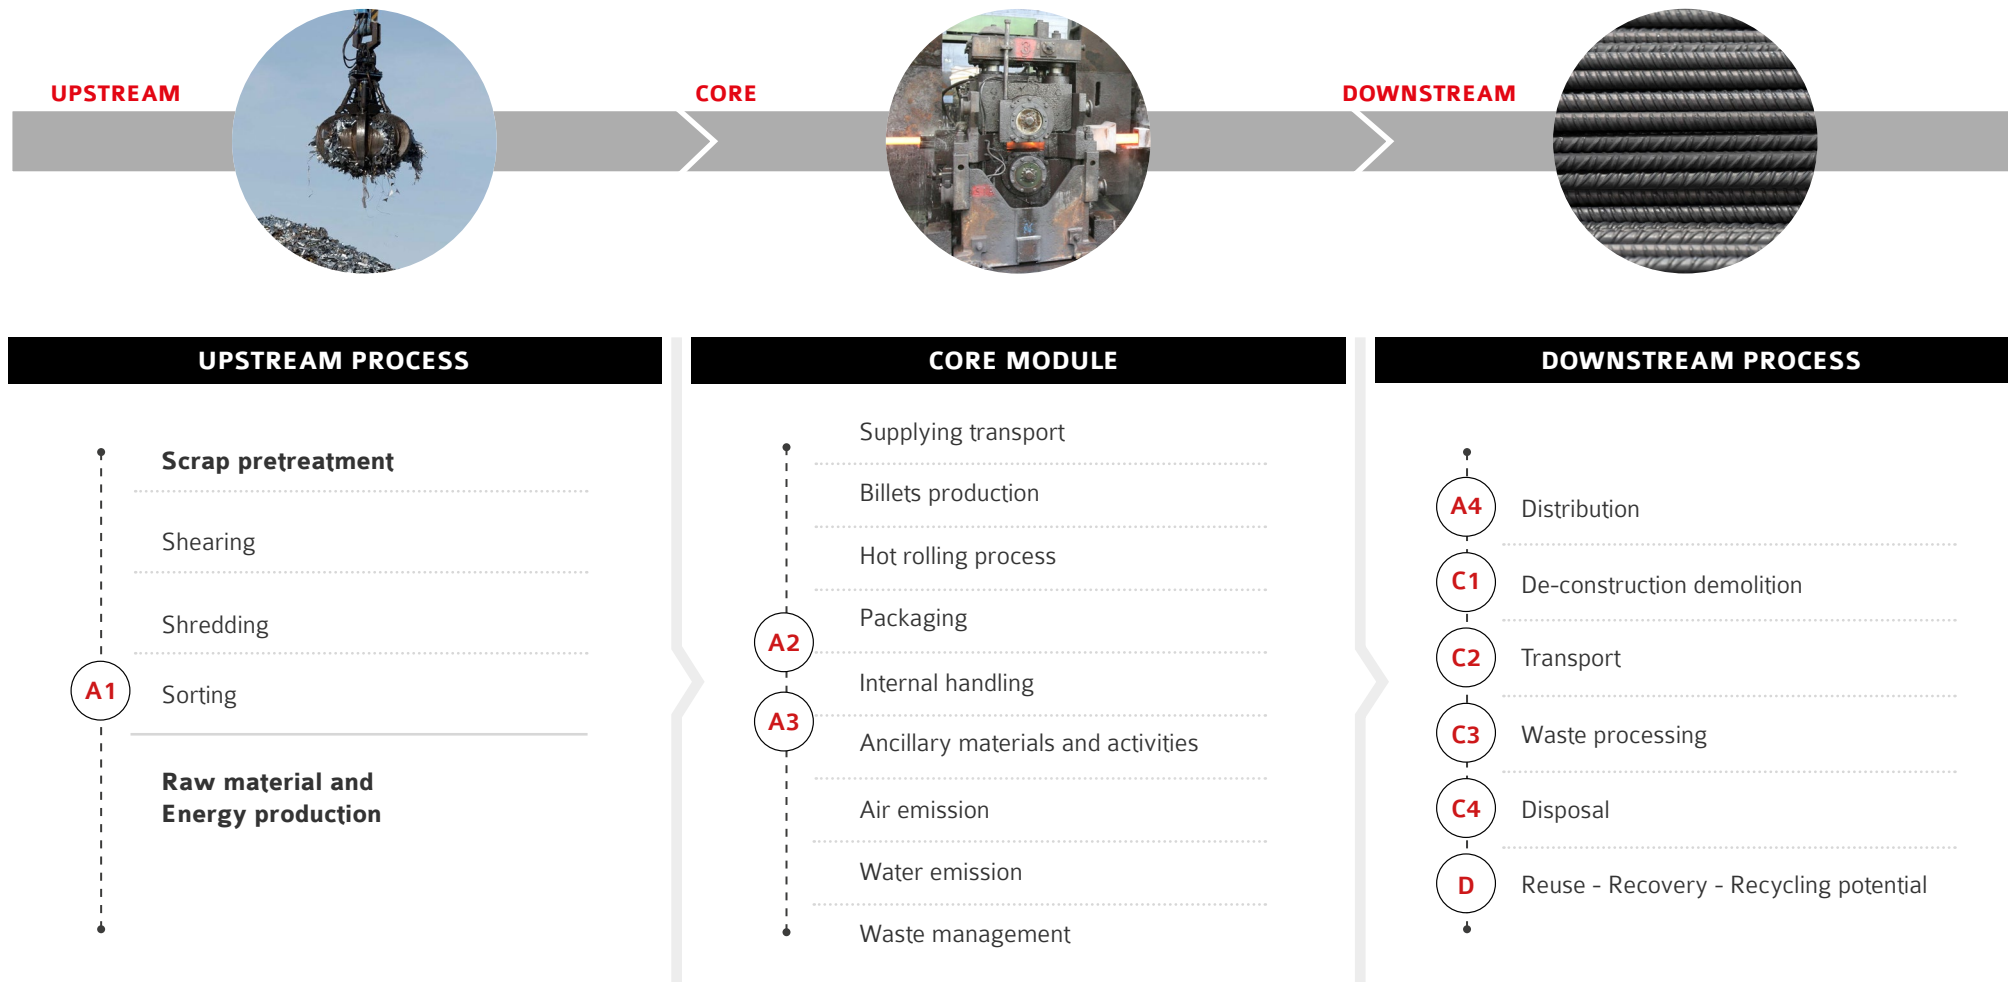 UPSTREAM
CORE
DOWNSTREAM
UPSTREAM PROCESS
Scrap pretreatment
Shearing
Shredding
A1
Sorting
Raw material and
Energy production
CORE MODULE
Supplying transport
Billets production
Hot rolling process
Packaging
A2
Internal handling
A3
Ancillary materials and activities
Air emission
Water emission
Waste management
DOWNSTREAM PROCESS
A4 Distribution
C1 De-construction demolition
C2 Transport
C3 Waste processing
C4 Disposal
D Reuse - Recovery - Recycling potential